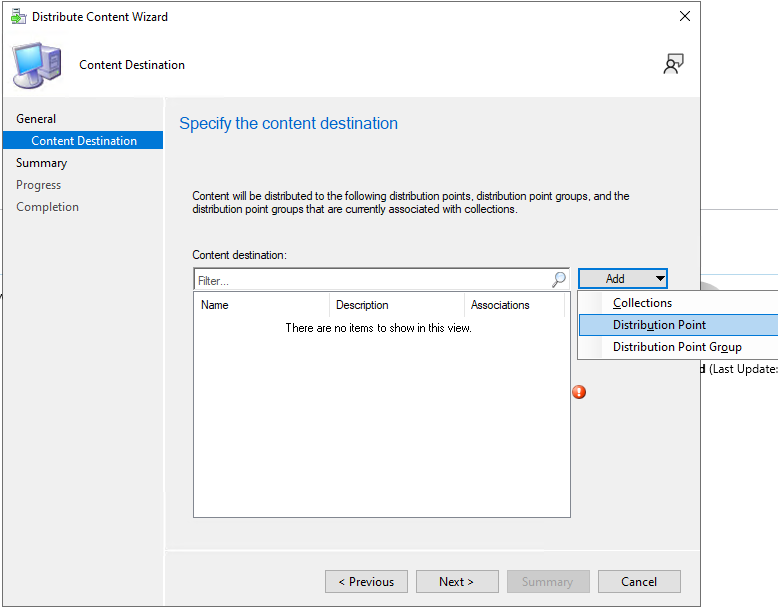 Distribute Content Wizard
Content Destination
General
Content Destination
Summary
Progress
Completion
Specify the content destination
Content will be distributed to the following distribution points, distribution point groups, and the
distribution point groups that are currently associated with collections.
Content destination:
Filter...
Add
Name Description Associations
There are no items to show in this view.
Collections
Distribution Point
Distribution Point Group
(Last Update:
< Previous Next > Summary Cancel